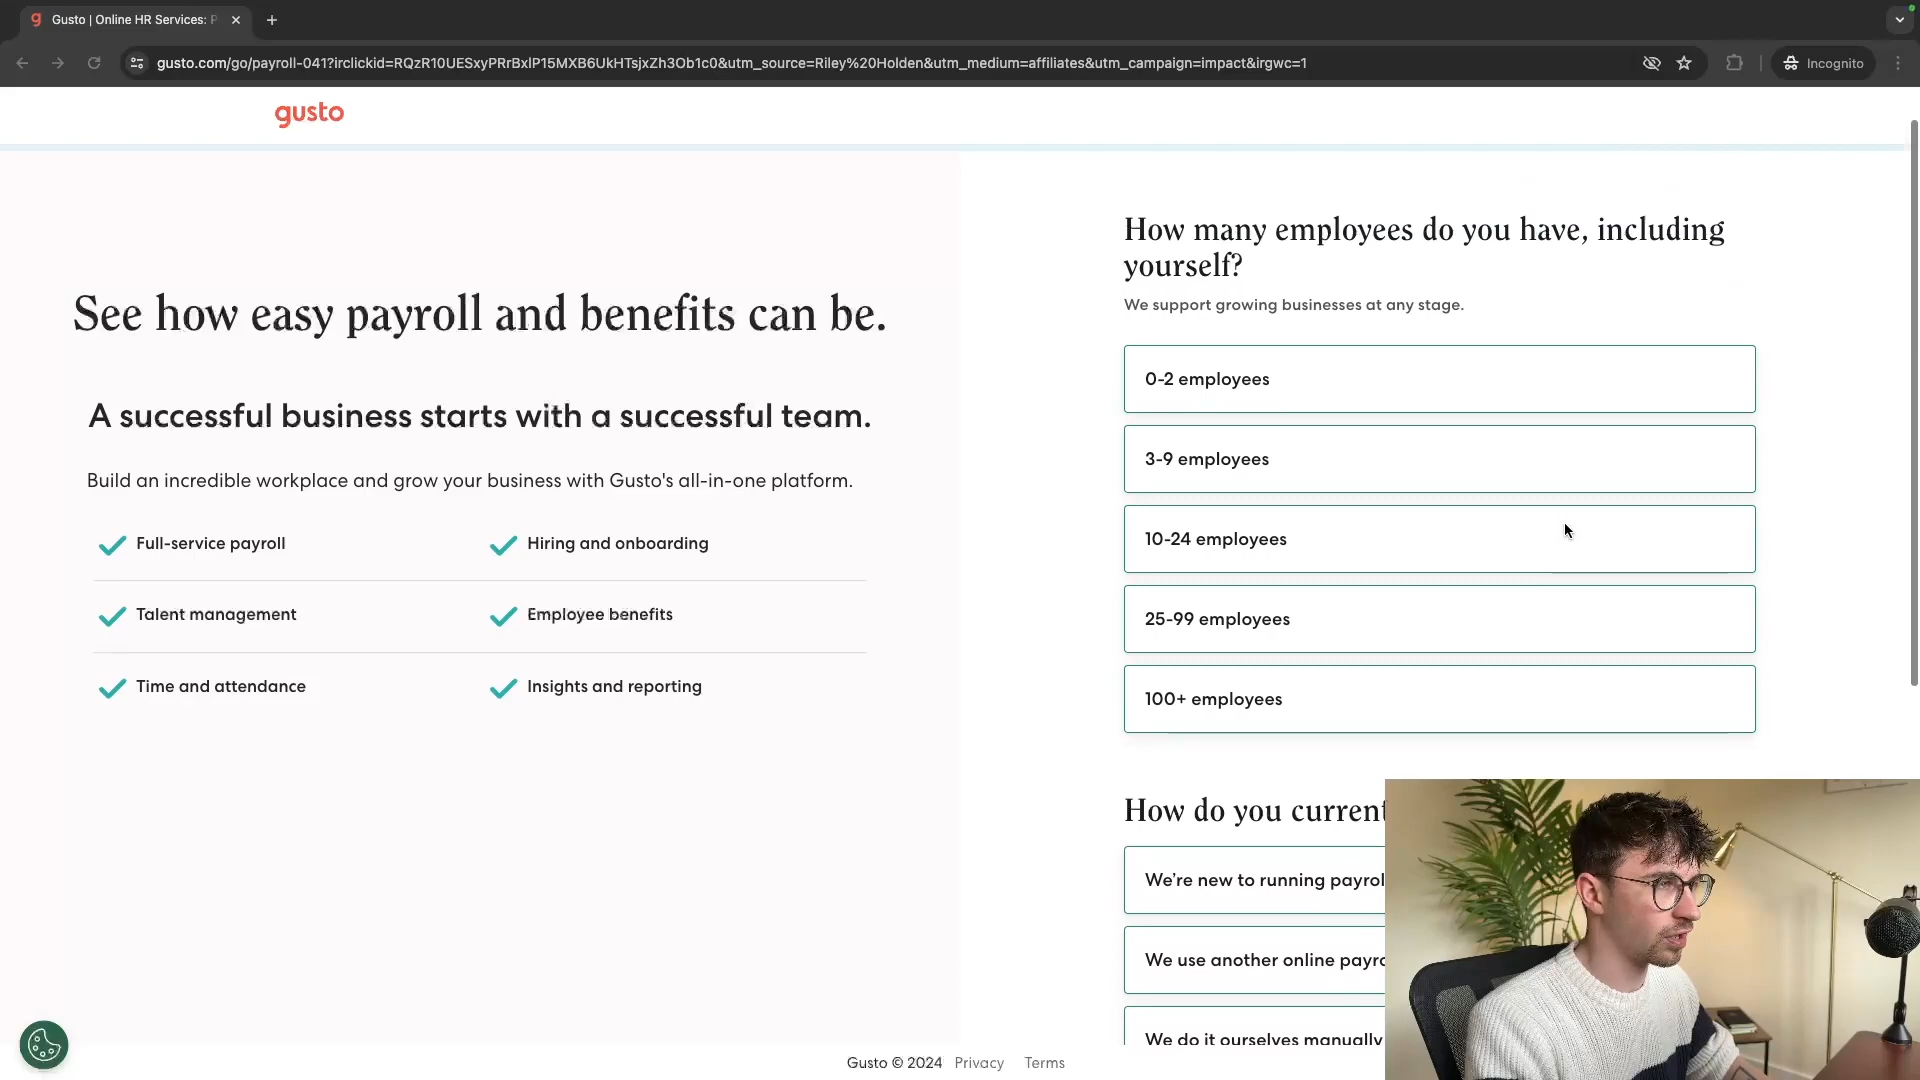 Gusto | Online HR Services: P
gusto.com/go/payroll-041?irclickid=RQzR10UESxyPRrBxlP15MXB6UkHTsjxZh3Ob1c0&utm_source=Riley%20Holden&utm_medium=affiliates&utm_campaign=impact&irgwc=1
Incognito
gusto
See how easy payroll and benefits can be.
A successful business starts with a successful team.
Build an incredible workplace and grow your business with Gusto's all-in-one platform.
Full-service payroll
Hiring and onboarding
Talent management
Employee benefits
Time and attendance
Insights and reporting
How many employees do you have, including
yourself?
We support growing businesses at any stage.
0-2 employees
3-9 employees
10-24 employees
25-99 employees
100+ employees
How do you current
We're new to running payrol
We use another online payro
We do it ourselves manually
Gusto © 2024 Privacy Terms